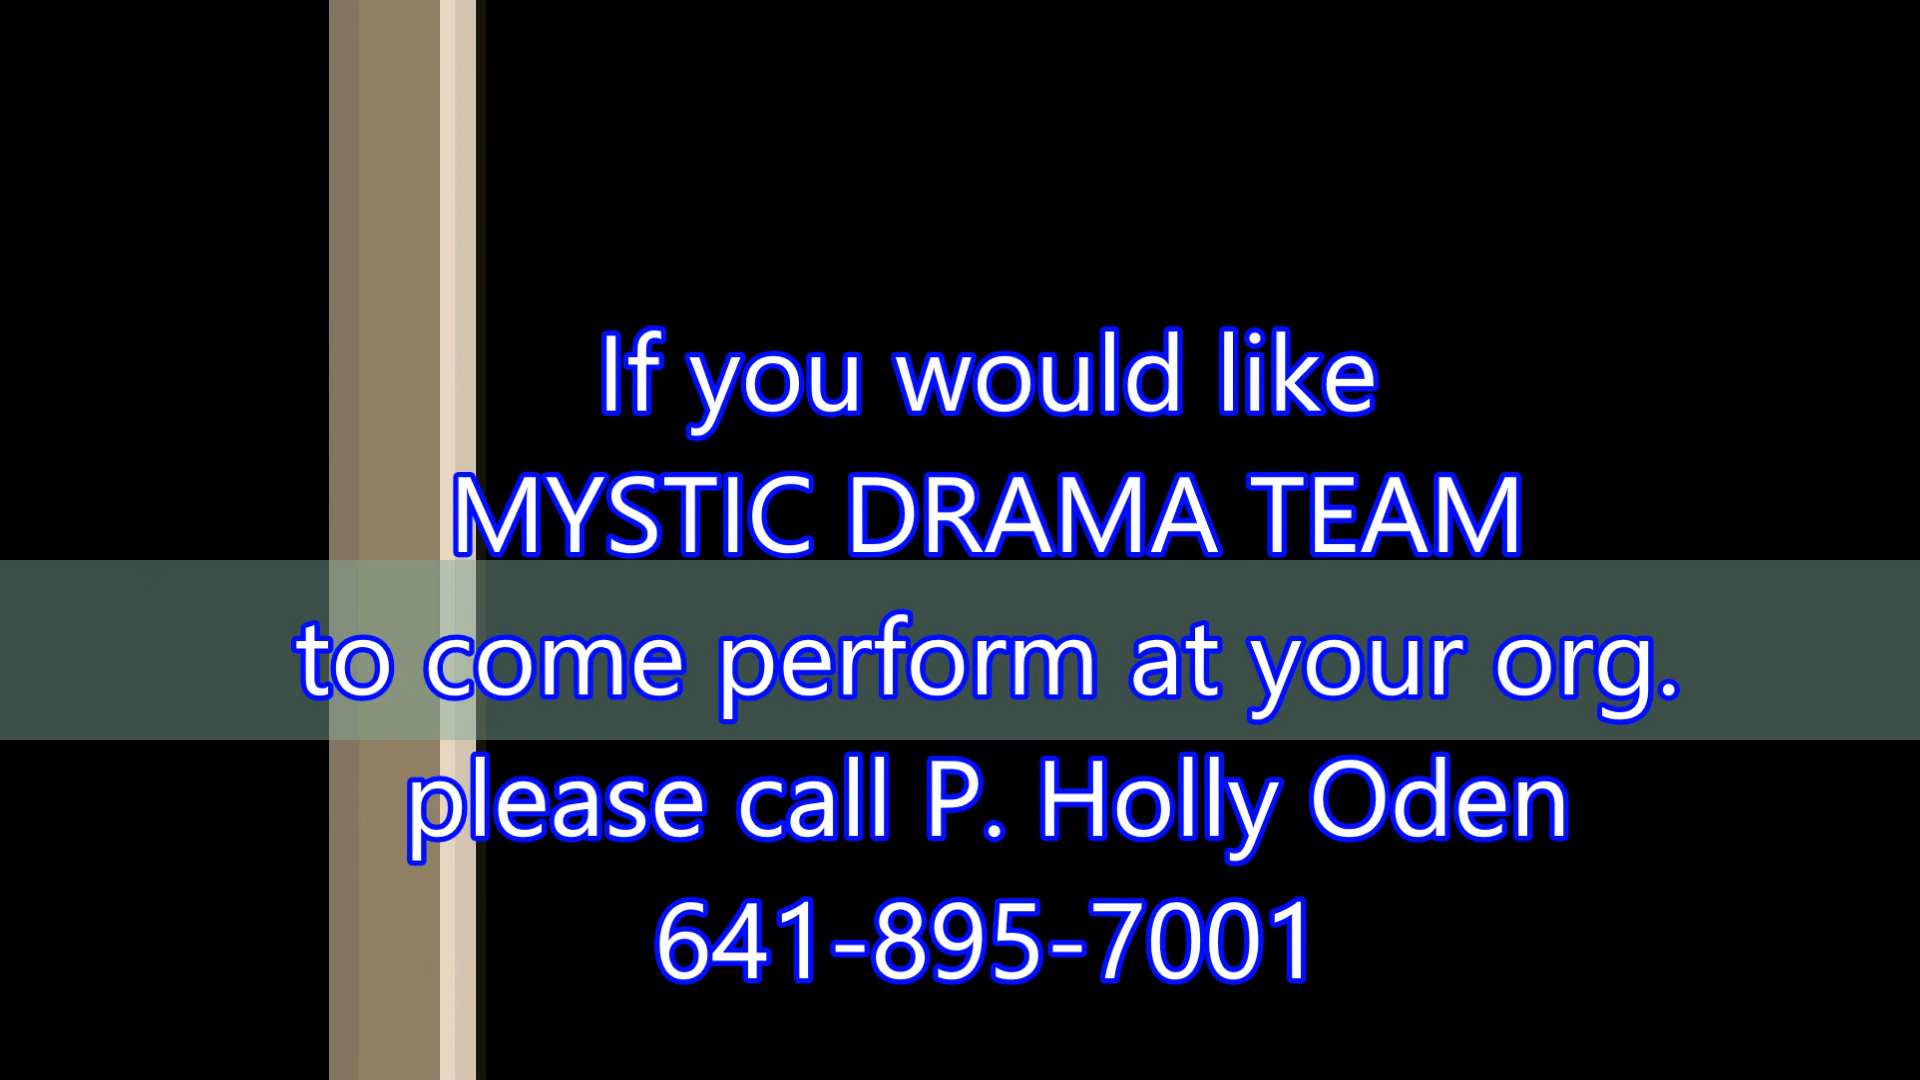 If you would like
MYSTIC DRAMA TEAM
to come perform at your org.
please call P. Holly Oden
641-895-7001